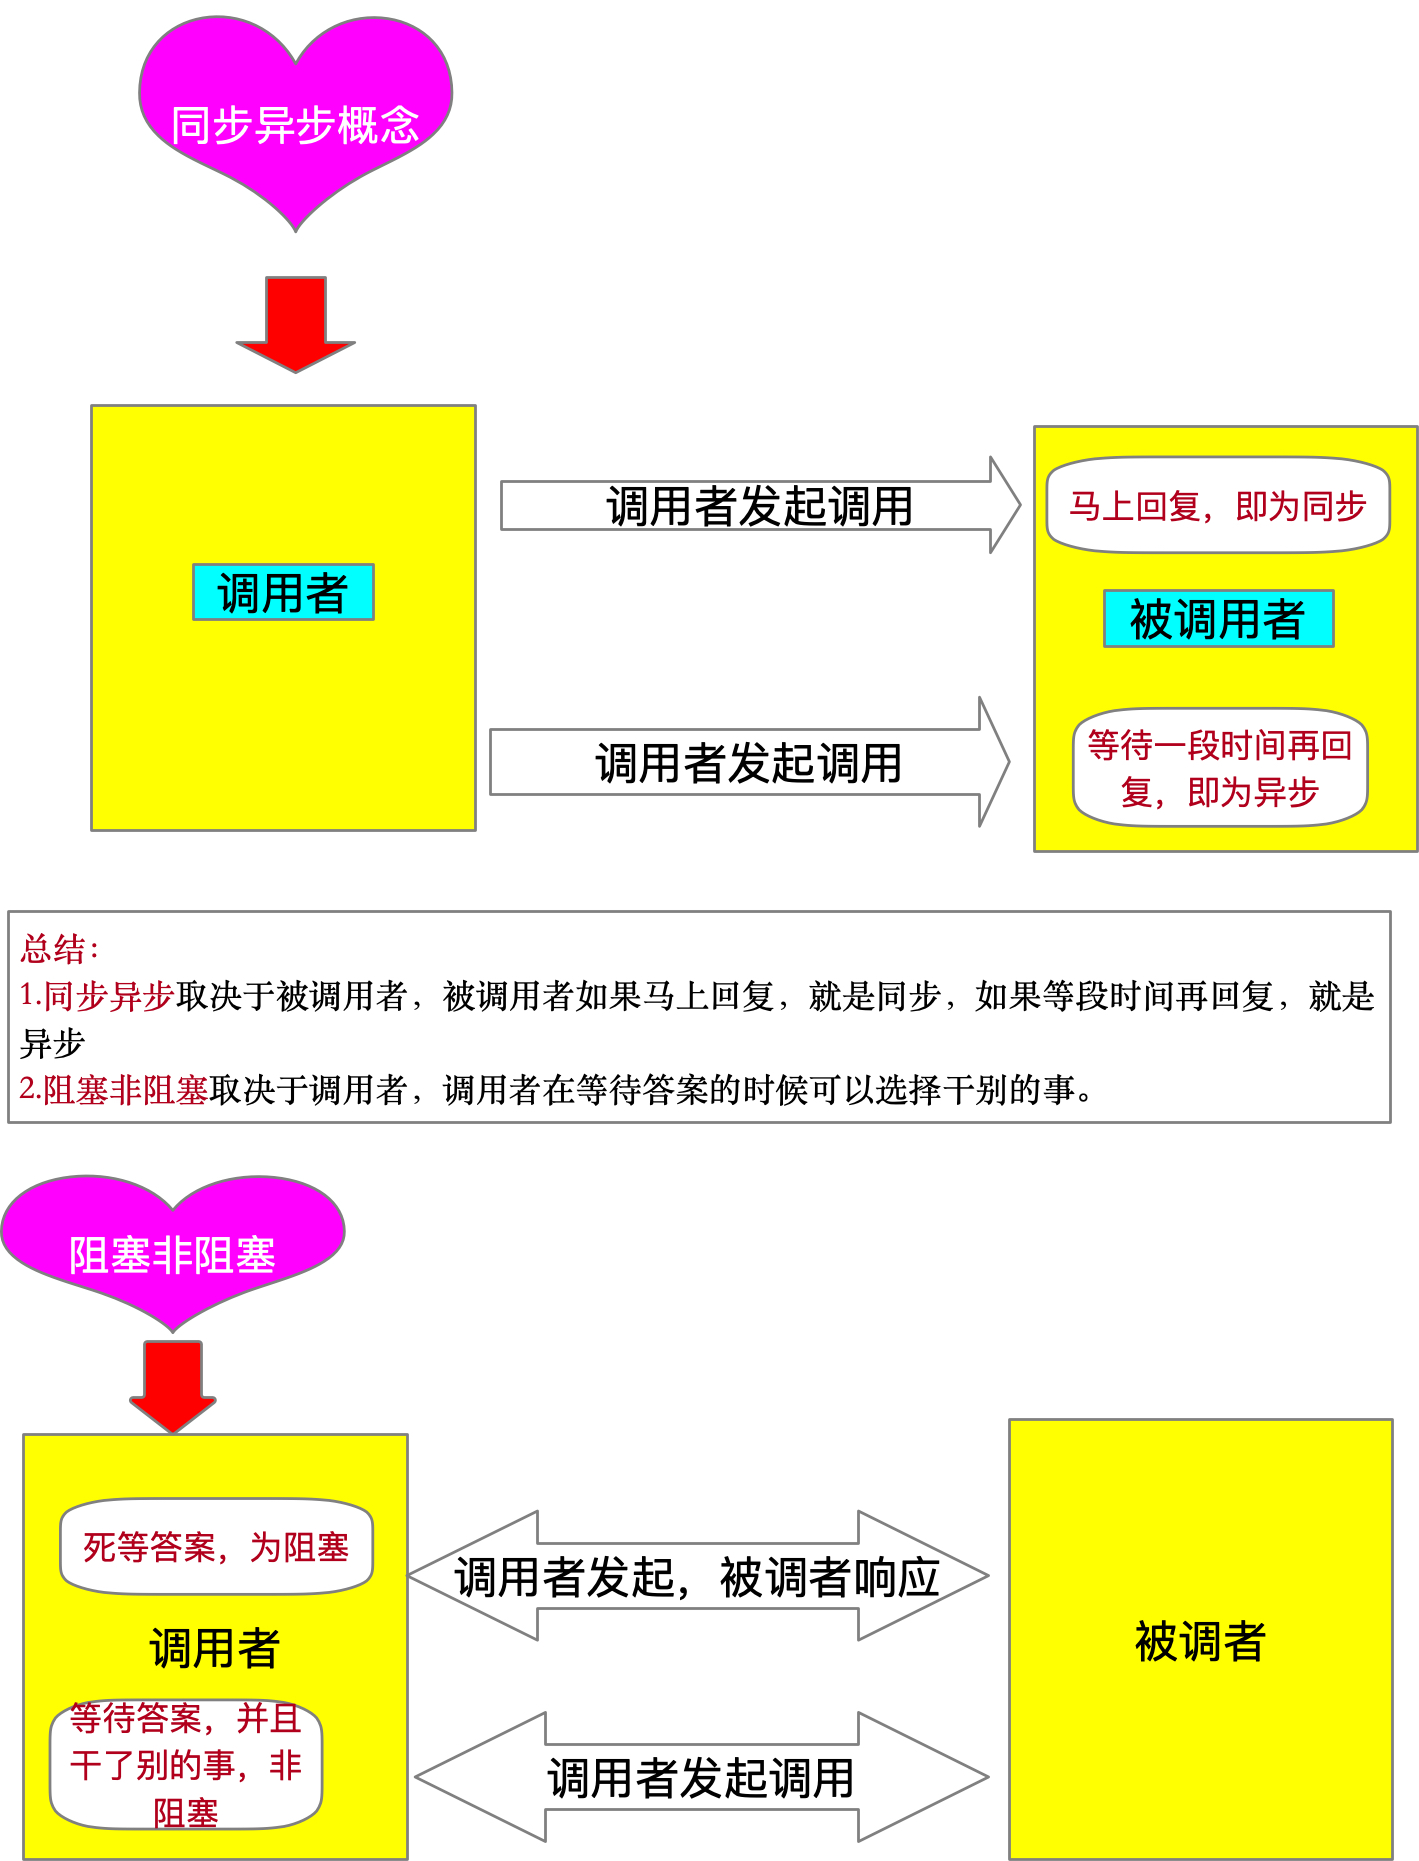 同步异步概念
调用者
调用者发起调用
调用者发起调用
马上回复，即为同步
被调用者
等待一段时间再回
复，即为异步
总结：
1.同步异步取决于被调用者，被调用者如果马上回复，就是同步，如果等段时间再回复，就是
异步
2.阻塞非阻塞取决于调用者，调用者在等待答案的时候可以选择干别的事。
阻塞非阻塞
死等答案，为阻塞
调用者
等待答案，并且
干了别的事，非
阻塞
调用者发起，被调者响应
调用者发起调用
被调者